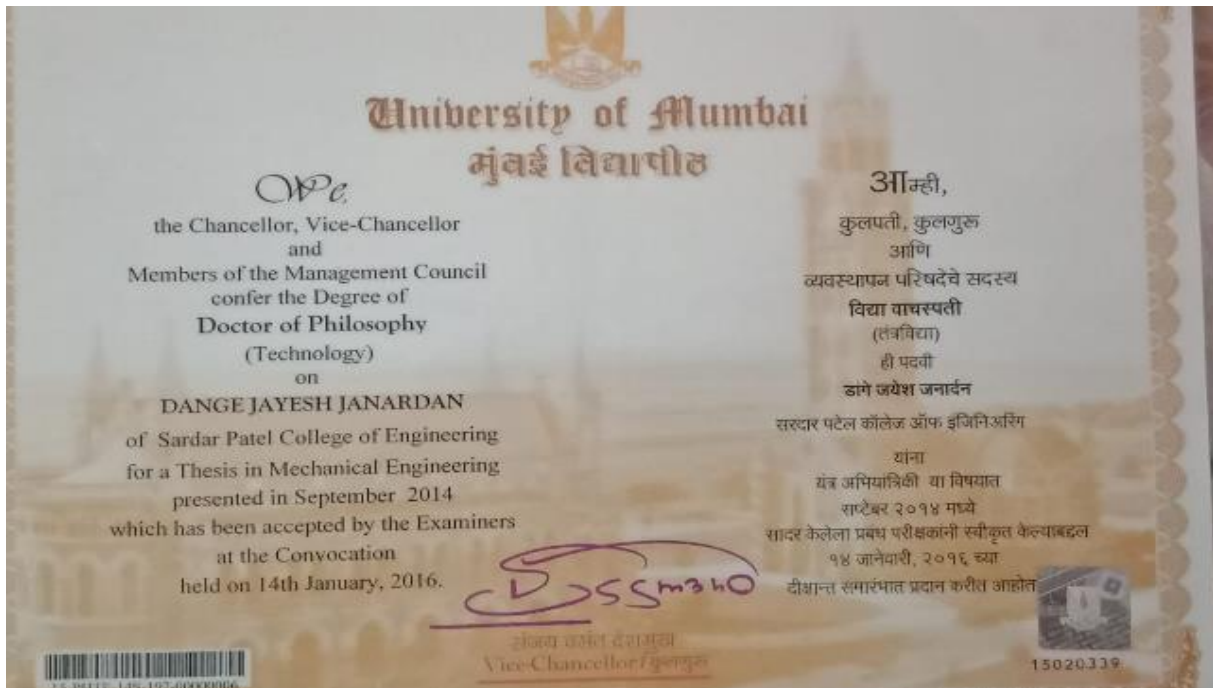 University of Mumbai
मुंबई विद्यापीठ
We,
the Chancellor, Vice-Chancellor
and
Members of the Management Council
confer the Degree of
Doctor of Philosophy
(Technology)
on
DANGE JAYESH JANARDAN
of Sardar Patel College of Engineering
for a Thesis in Mechanical Engineering
presented in September 2014
which has been accepted by the Examiners
at the Convocation
held on 14th January, 2016.
आम्ही,
कुलपती, कुलगुरू
आणि
व्यवस्थापन परिषदेचे सदस्य
विद्या वाचस्पती
(तंत्रविद्या)
ही पदवी
डांगे जयेश जनार्दन
सरदार पटेल कॉलेज ऑफ इंजिनिअरिंग
यांना
यंत्र अभियांत्रिकी या विषयात
सप्टेंबर २०१४ मध्ये
सादर केलेला प्रबंध परीक्षकांनी स्वीकृत केल्याबद्दल
१४ जानेवारी, २०१६ च्या
दीक्षान्त समारंभात प्रदान करीत आहोत
संजय वसंत देशमुख
Vice-Chancellor/कुलगुरू
15020339